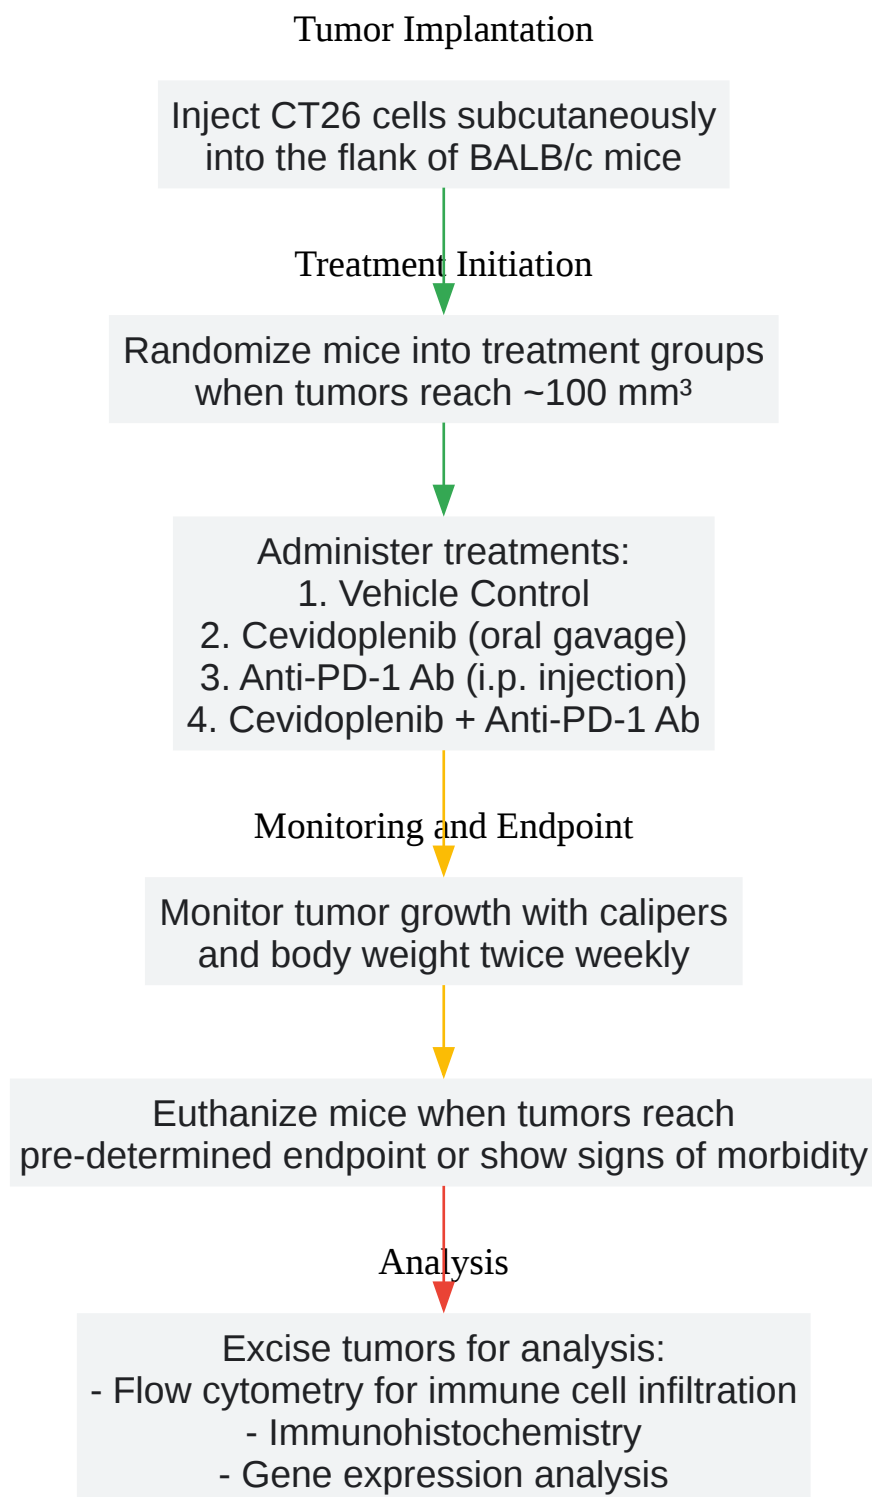 Tumor Implantation
Inject CT26 cells subcutaneously
into the flank of BALB/c mice
Treatment Initiation
Randomize mice into treatment groups
when tumors reach ~100 mm³
Administer treatments:
1. Vehicle Control
2. Cevidoplenib (oral gavage)
3. Anti-PD-1 Ab (i.p. injection)
4. Cevidoplenib + Anti-PD-1 Ab
Monitoring and Endpoint
Monitor tumor growth with calipers
and body weight twice weekly
Euthanize mice when tumors reach
pre-determined endpoint or show signs of morbidity
Analysis
Excise tumors for analysis:
- Flow cytometry for immune cell infiltration
- Immunohistochemistry
- Gene expression analysis